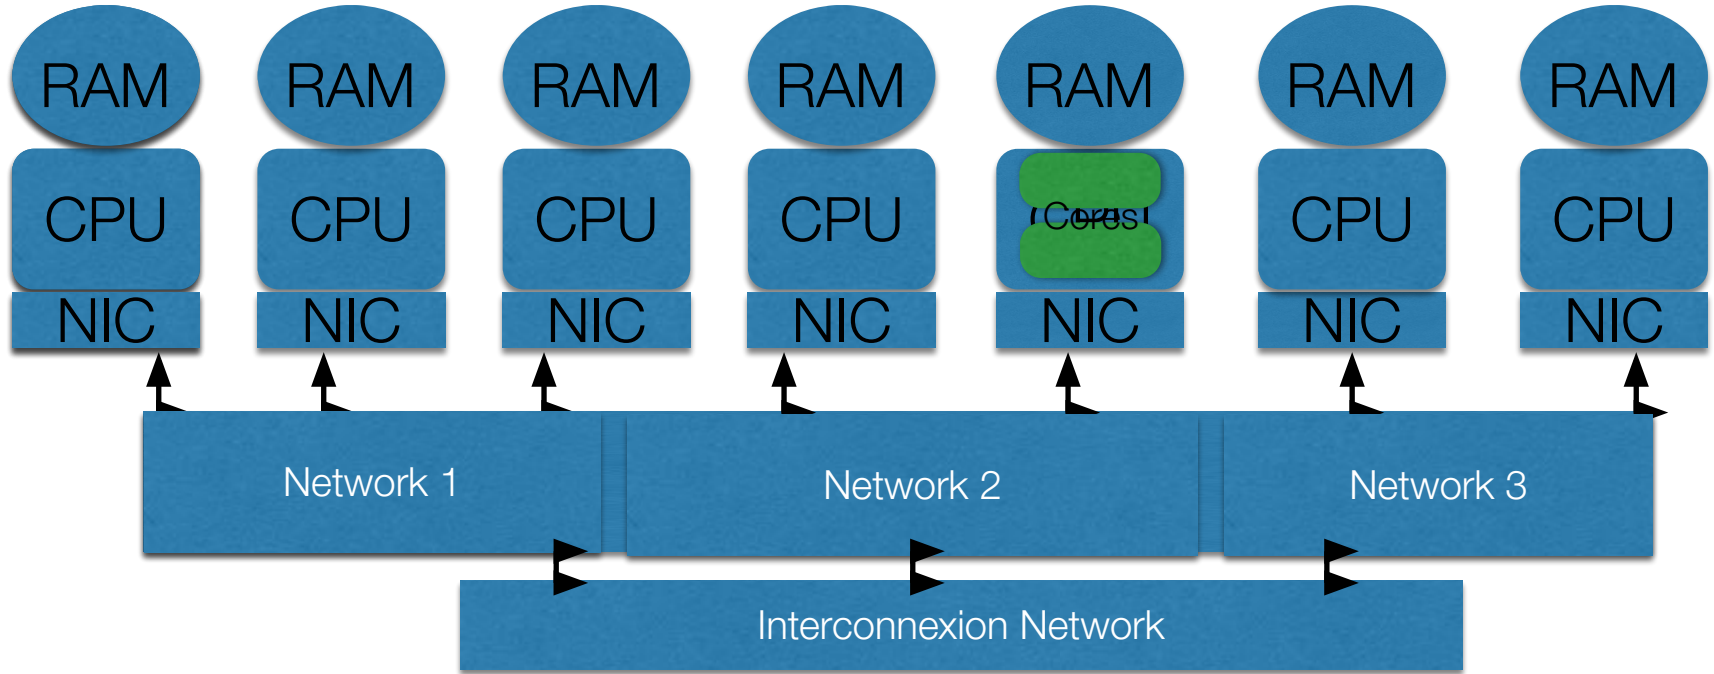 RAM RAM RAM RAM RAM RAM RAM
CPU CPU CPU CPU Cores CPU CPU
NIC NIC NIC NIC NIC NIC NIC
Network 1 Network 2 Network 3
Interconnexion Network